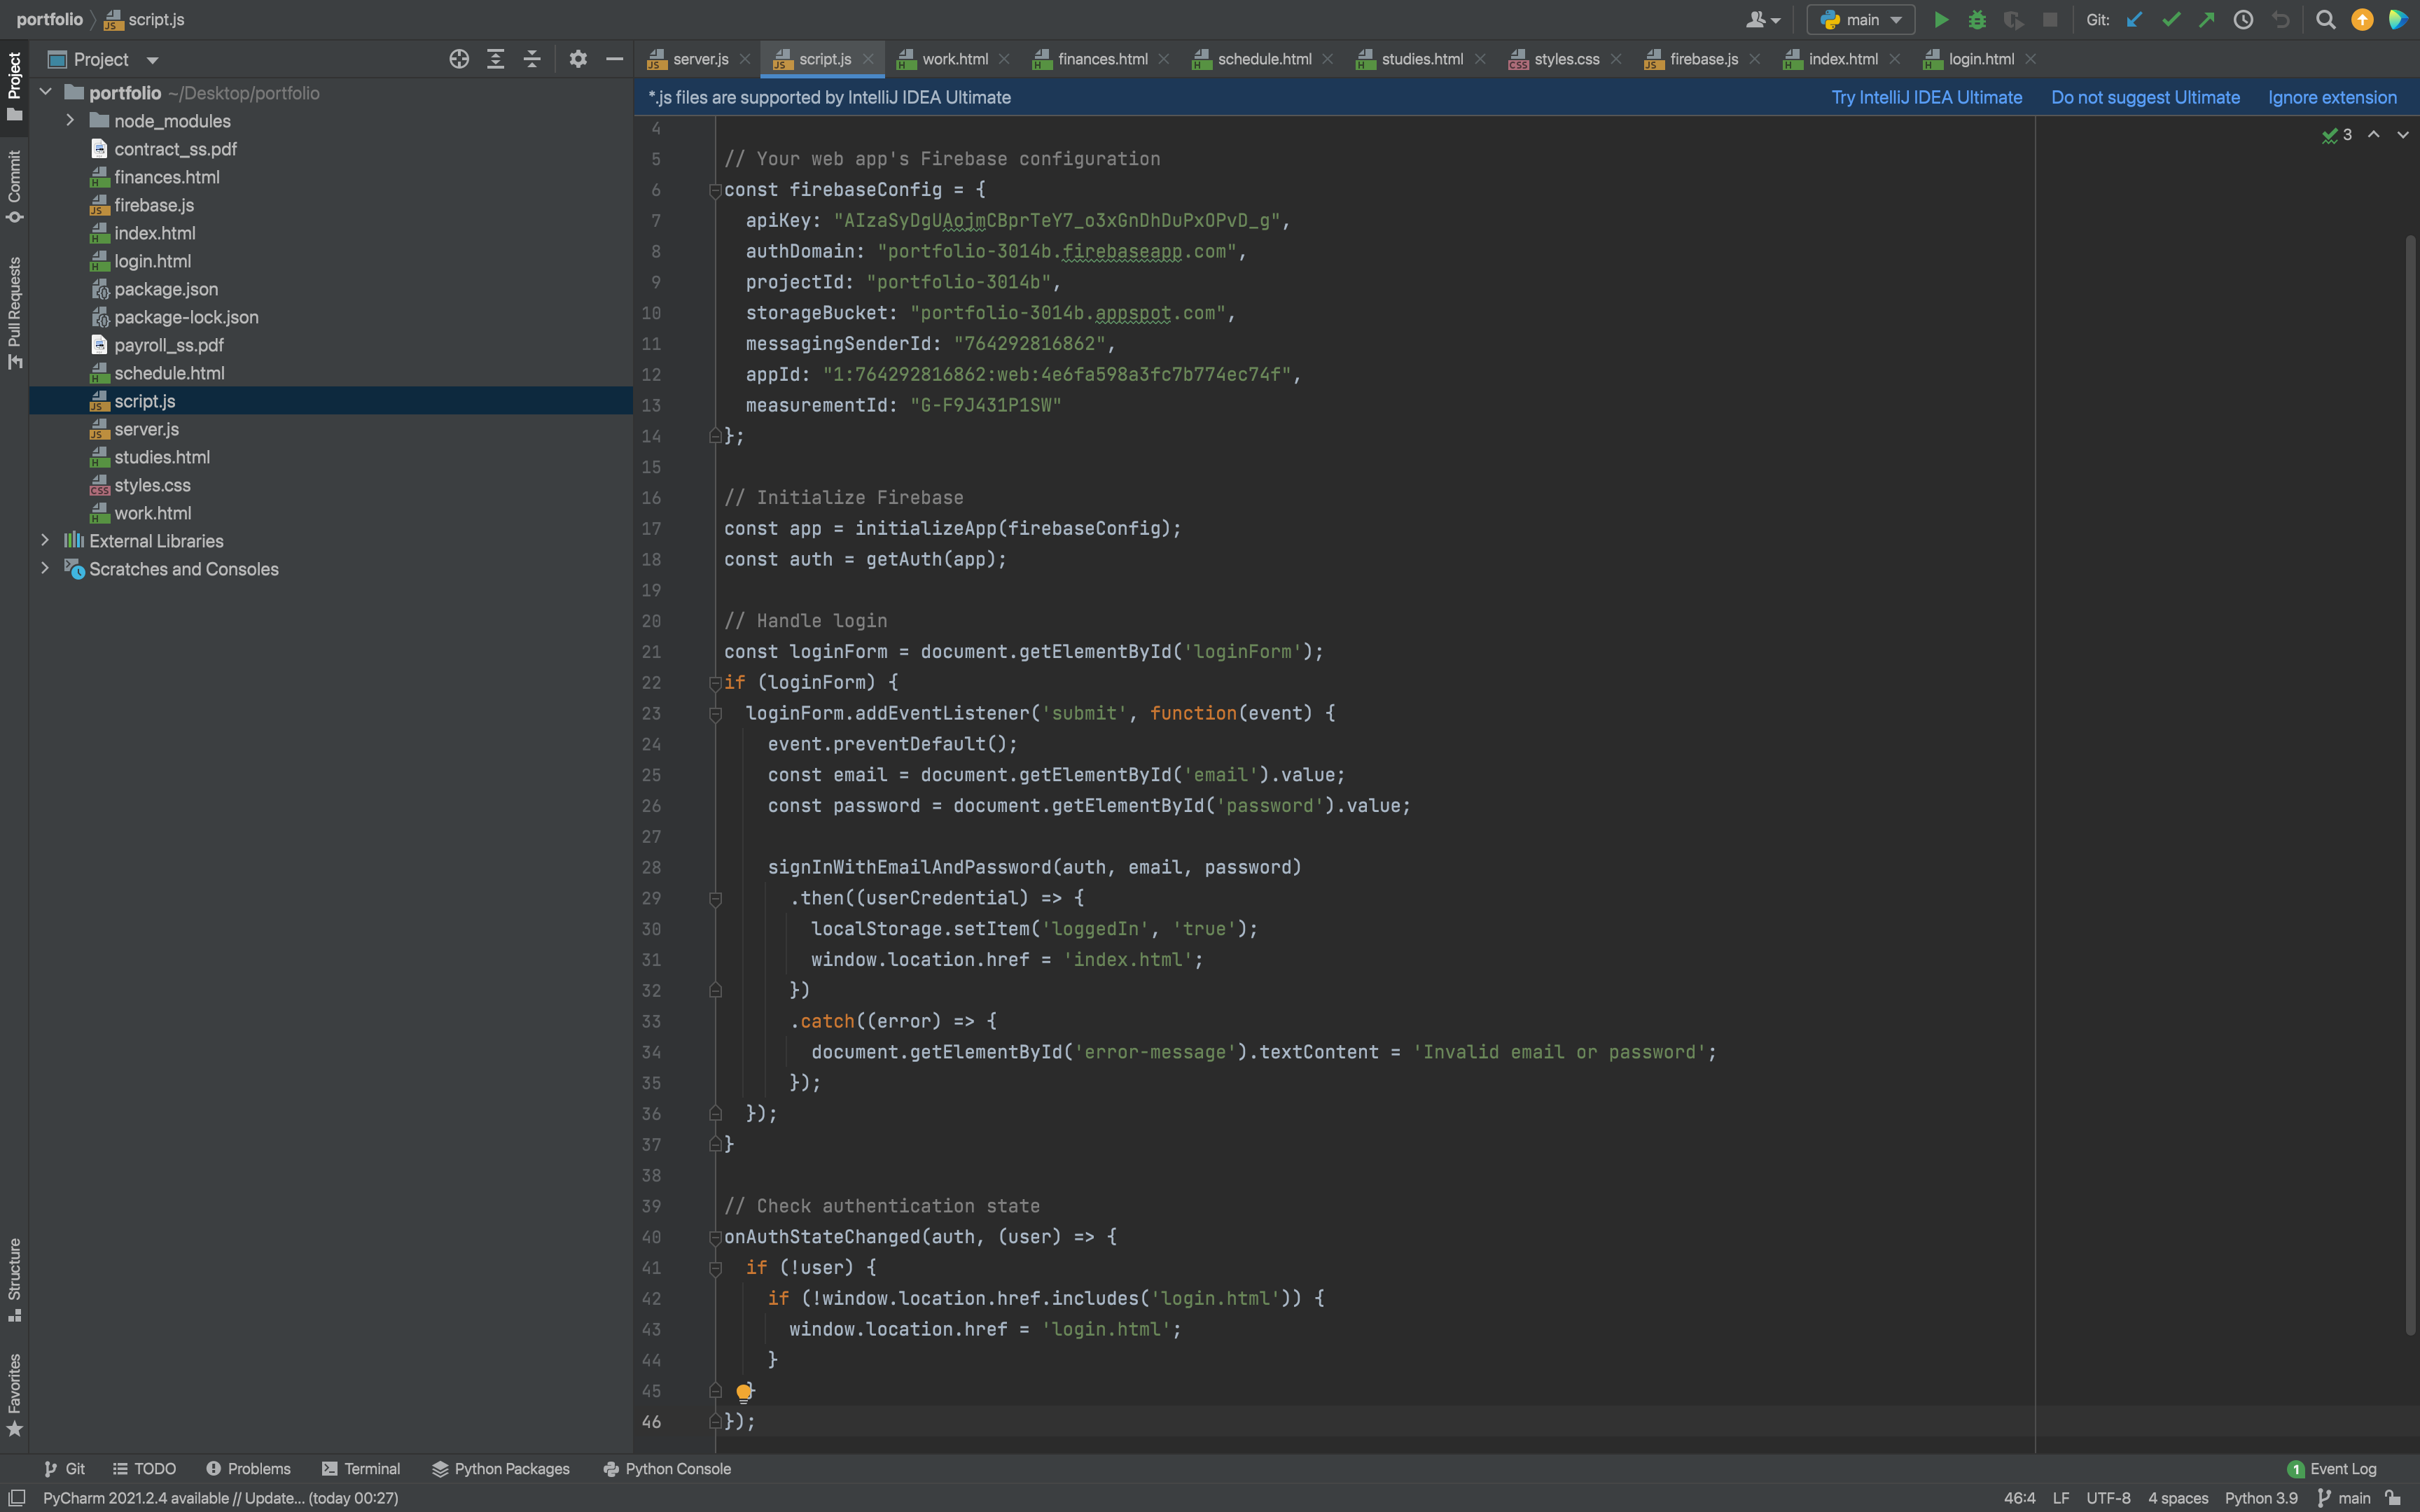 portfolio
script.js
main
Git:
Project
server.js
script.js
work.html
finances.html
schedule.html
studies.html
styles.css
firebase.js
index.html
login.html
*.js files are supported by IntelliJ IDEA Ultimate
Try IntelliJ IDEA Ultimate
Do not suggest Ultimate
Ignore extension
Project
Commit
Pull Requests
Structure
Favorites
portfolio ~/Desktop/portfolio
node_modules
contract_ss.pdf
finances.html
firebase.js
index.html
login.html
package.json
package-lock.json
payroll_ss.pdf
schedule.html
script.js
server.js
studies.html
styles.css
work.html
External Libraries
Scratches and Consoles
3
4
5 // Your web app's Firebase configuration
6 const firebaseConfig = {
7 apiKey: "AIzaSyDgUAojmCBprTeY7_o3xGnDhDuPxOPvD_g",
8 authDomain: "portfolio-3014b.firebaseapp.com",
9 projectId: "portfolio-3014b",
10 storageBucket: "portfolio-3014b.appspot.com",
11 messagingSenderId: "764292816862",
12 appId: "1:764292816862:web:4e6fa598a3fc7b774ec74f",
13 measurementId: "G-F9J431P1SW"
14 };
15
16 // Initialize Firebase
17 const app = initializeApp(firebaseConfig);
18 const auth = getAuth(app);
19
20 // Handle login
21 const loginForm = document.getElementById('loginForm');
22 if (loginForm) {
23 loginForm.addEventListener('submit', function(event) {
24 event.preventDefault();
25 const email = document.getElementById('email').value;
26 const password = document.getElementById('password').value;
27
28 signInWithEmailAndPassword(auth, email, password)
29 .then((userCredential) => {
30 localStorage.setItem('loggedIn', 'true');
31 window.location.href = 'index.html';
32 })
33 .catch((error) => {
34 document.getElementById('error-message').textContent = 'Invalid email or password';
35 });
36 });
37 }
38
39 // Check authentication state
40 onAuthStateChanged(auth, (user) => {
41 if (!user) {
42 if (!window.location.href.includes('login.html')) {
43 window.location.href = 'login.html';
44 }
45 }
46 });
Git
TODO
Problems
Terminal
Python Packages
Python Console
1 Event Log
PyCharm 2021.2.4 available // Update... (today 00:27)
46:4
LF
UTF-8
4 spaces
Python 3.9
main